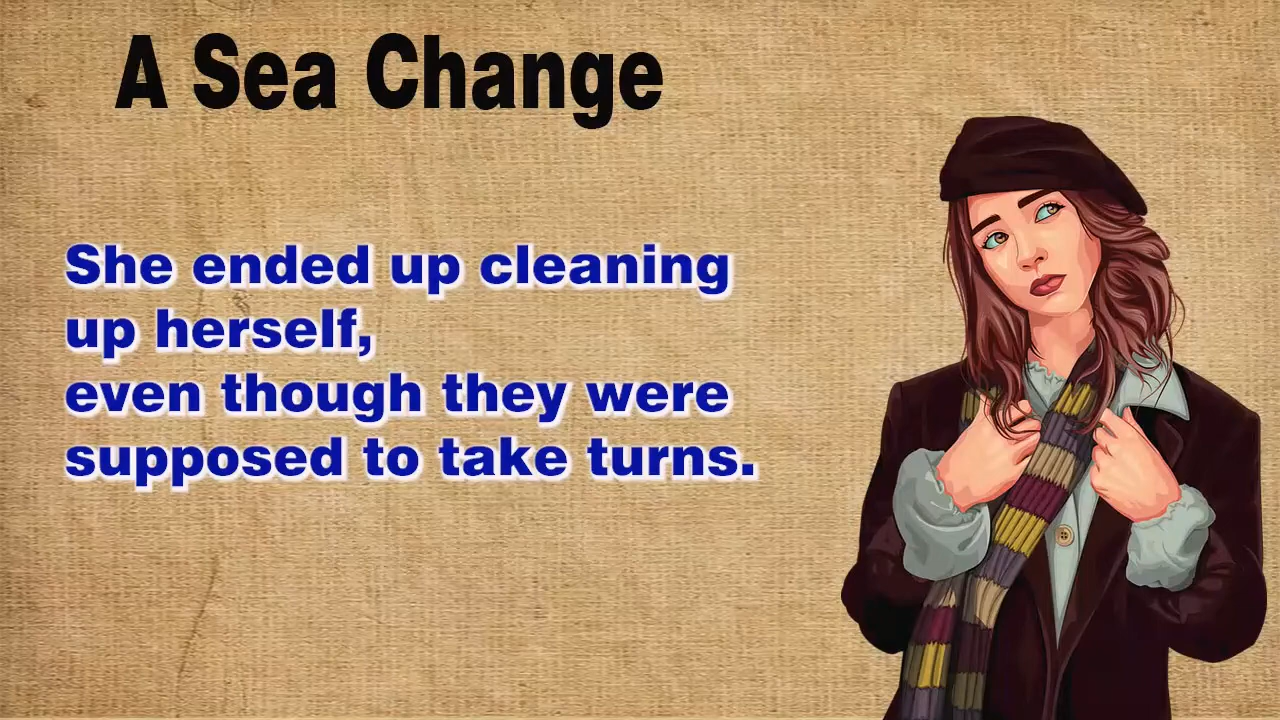 A Sea Change
She ended up cleaning
up herself,
even though they were
supposed to take turns.